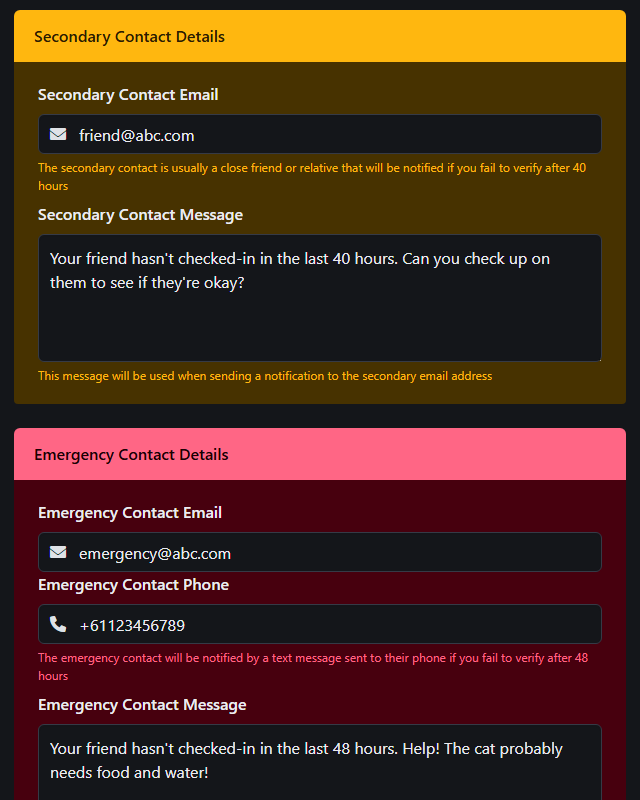 Secondary Contact Details
Secondary Contact Email
friend@abc.com
The secondary contact is usually a close friend or relative that will be notified if you fail to verify after 40
hours
Secondary Contact Message
Your friend hasn't checked-in in the last 40 hours. Can you check up on
them to see if they're okay?
This message will be used when sending a notification to the secondary email address
Emergency Contact Details
Emergency Contact Email
emergency@abc.com
Emergency Contact Phone
+61123456789
The emergency contact will be notified by a text message sent to their phone if you fail to verify after 48
hours
Emergency Contact Message
Your friend hasn't checked-in in the last 48 hours. Help! The cat probably
needs food and water!